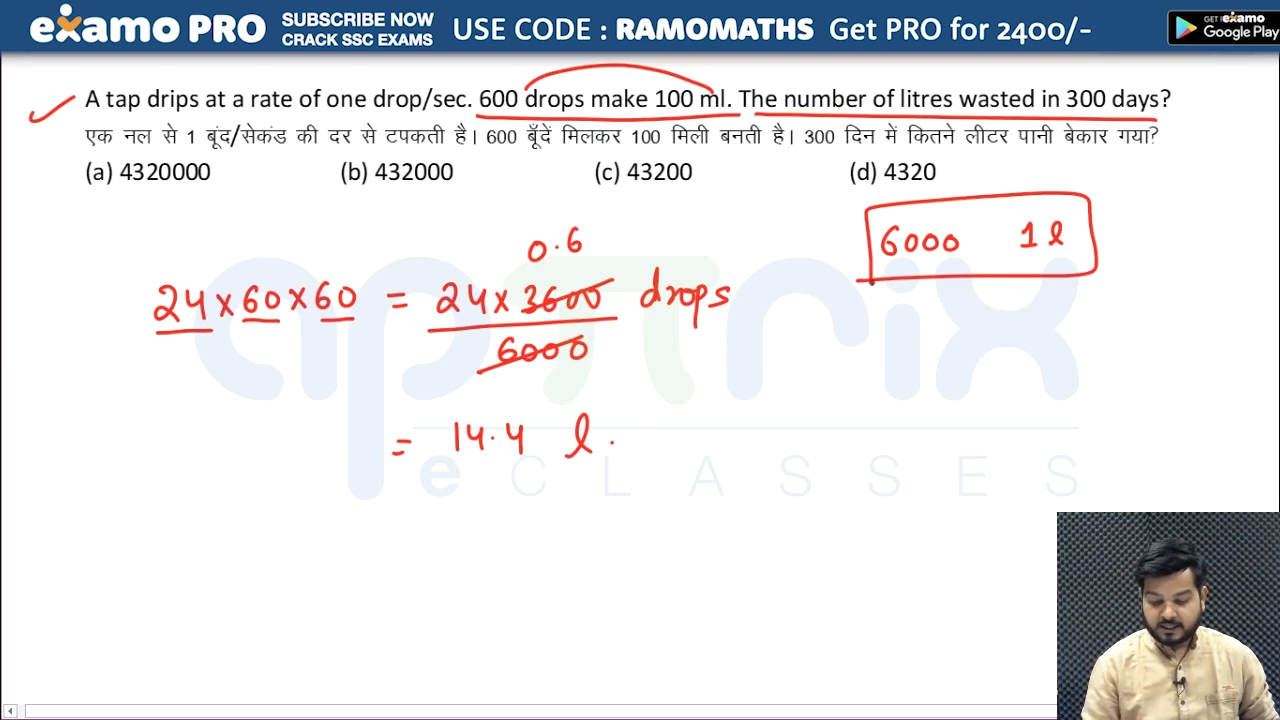 examo PRO SUBSCRIBE NOW CRACK SSC EXAMS USE CODE : RAMOMATHS Get PRO for 2400/- GET IT examo Google Play
A tap drips at a rate of one drop/sec. 600 drops make 100 ml. The number of litres wasted in 300 days?
एक नल से 1 बूंद/सेकंड की दर से टपकती है। 600 बूँदें मिलकर 100 मिली बनती है। 300 दिन में कितने लीटर पानी बेकार गया?
(a) 4320000 (b) 432000 (c) 43200 (d) 4320
6000 1 l
0.6
24 × 60 × 60 = 24 × 3600 drops
6000
= 14.4 l.
aptrix
eCLASSES